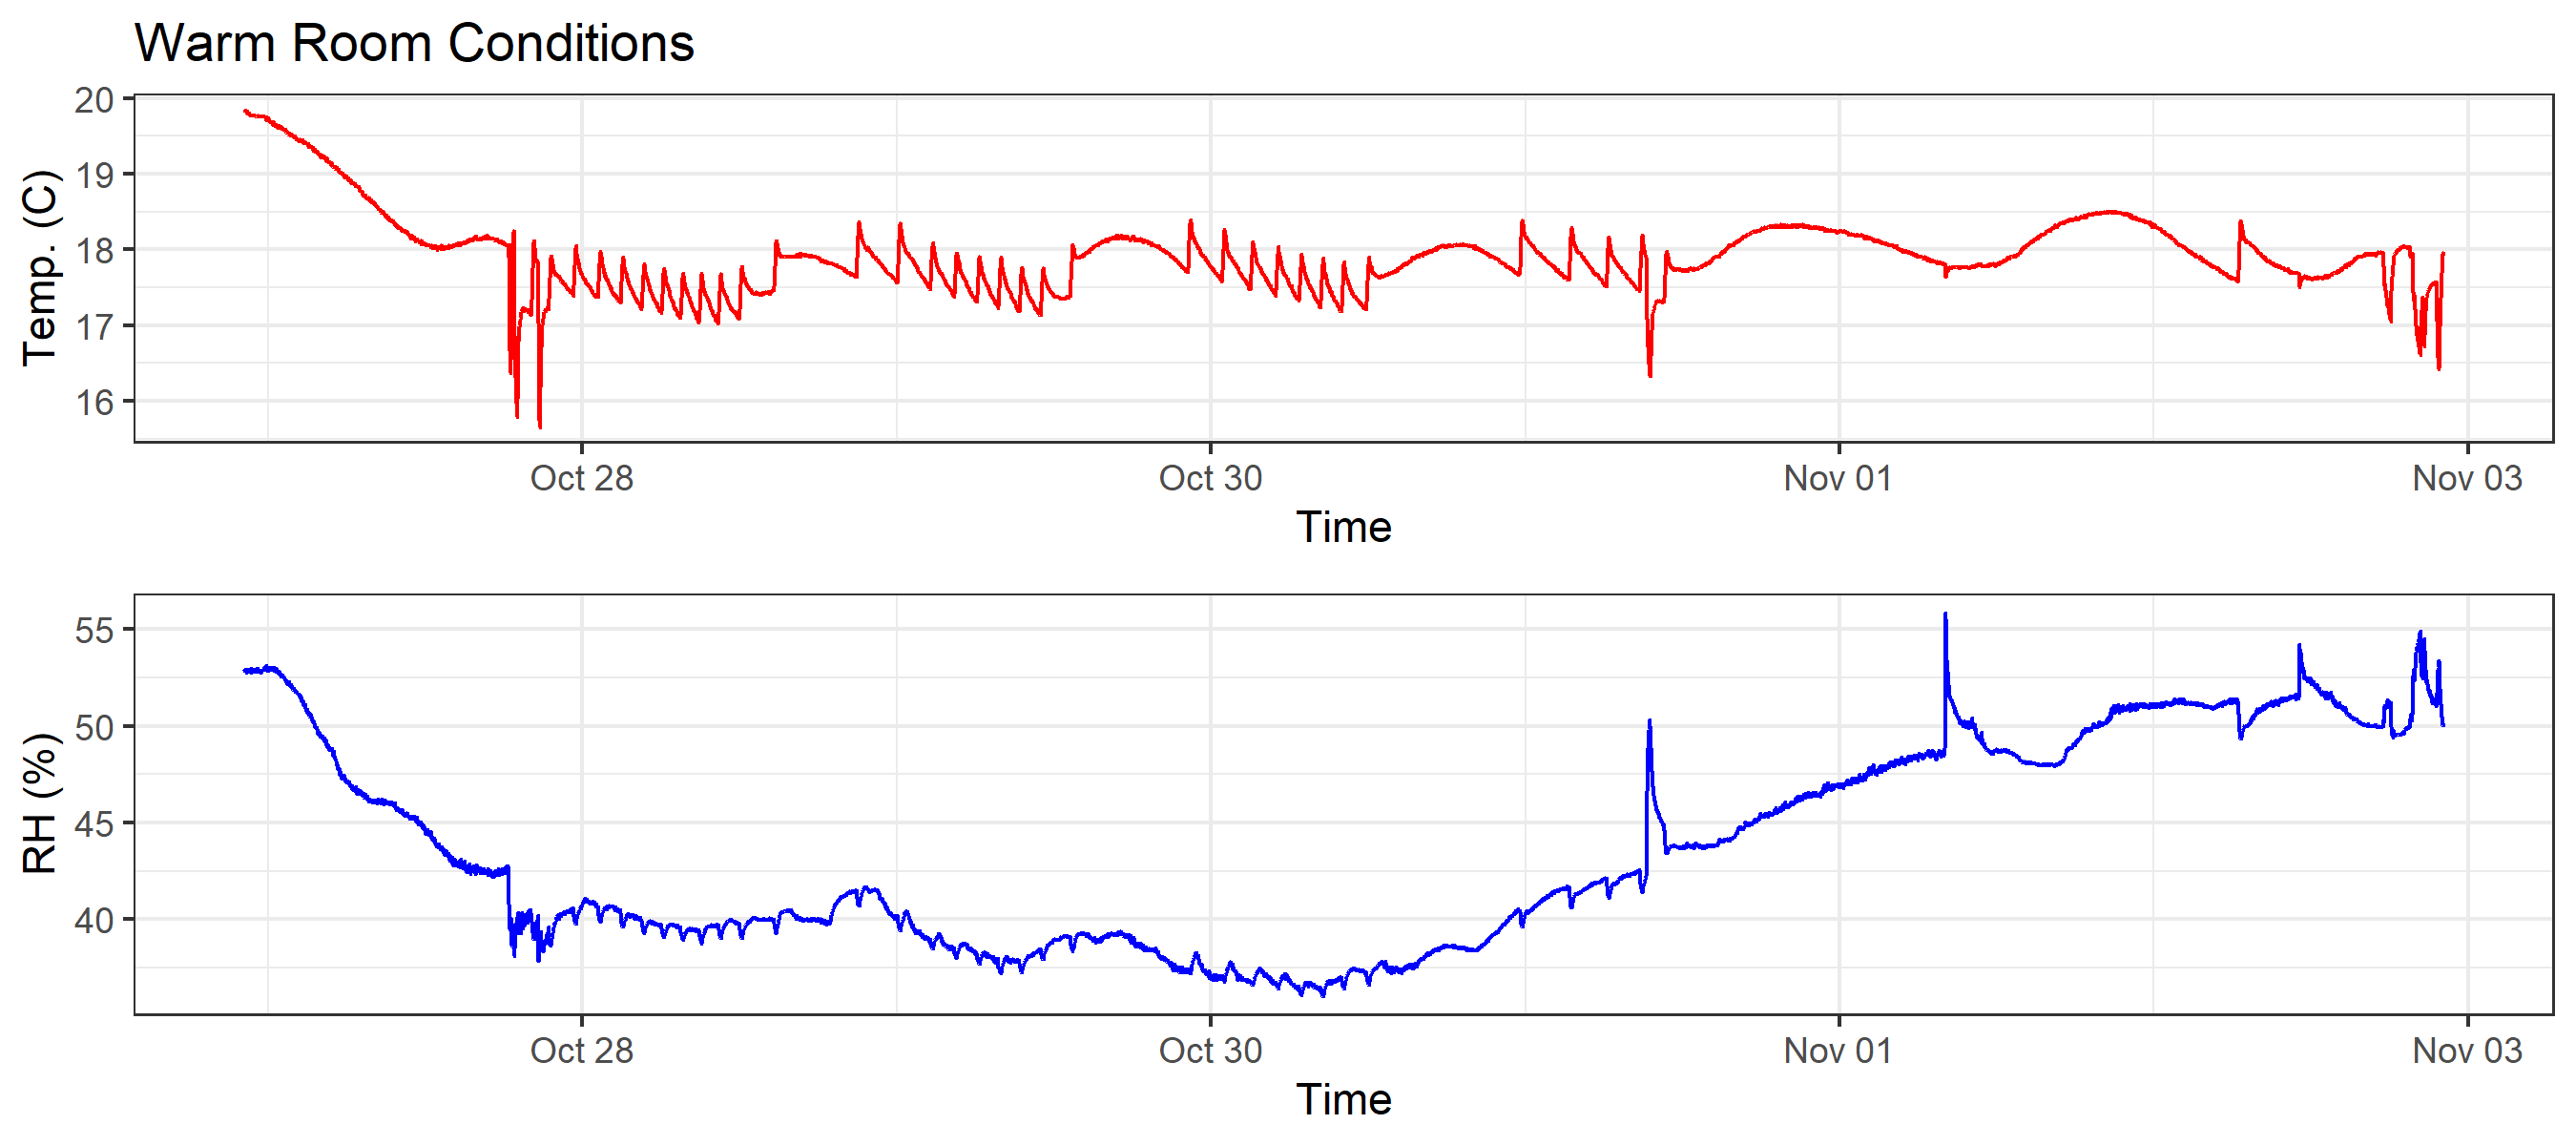 Warm Room Conditions
20
19
18
17
16
Temp. (C)
Oct 28 Oct 30 Nov 01 Nov 03
Time
55
50
45
40
RH (%)
Oct 28 Oct 30 Nov 01 Nov 03
Time